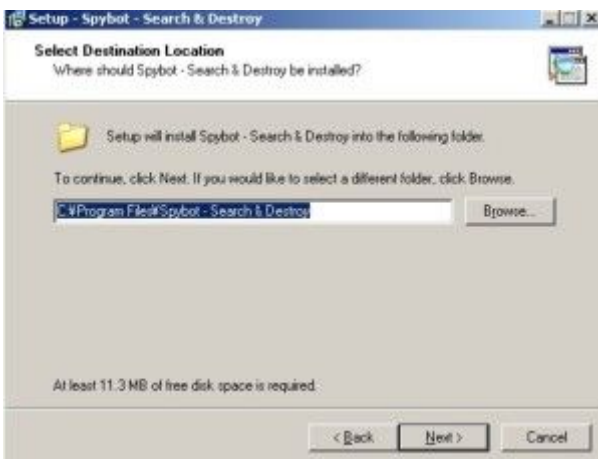 Setup - Spybot - Search & Destroy
Select Destination Location
Where should Spybot - Search & Destroy be installed?
Setup will install Spybot - Search & Destroy into the following folder.
To continue, click Next. If you would like to select a different folder, click Browse.
C:¥Program Files¥Spybot - Search & Destroy
Browse...
At least 11.3 MB of free disk space is required.
< Back
Next >
Cancel